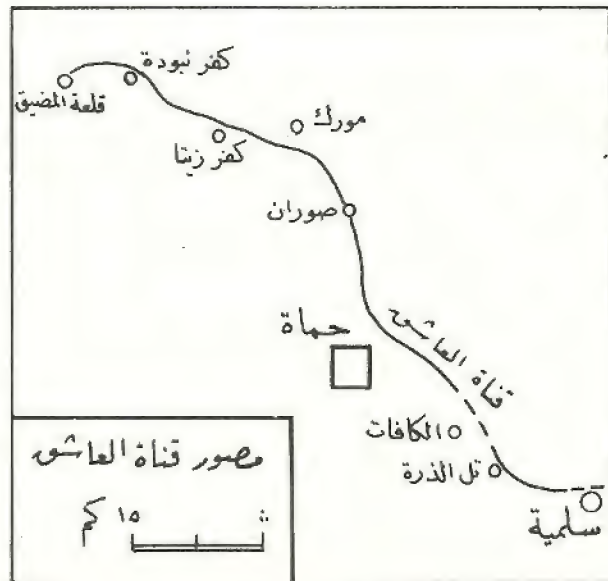 كفر نبودة
قلعة المضيق
مورك
كفر زيتا
صوران
حماة
قناة العاشق
الكافات
تل الذرة
سلمية
مصور قناة العاشق
١٥ كم